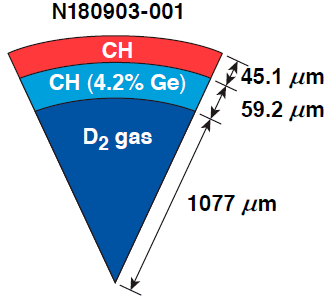 N180903-001
CH
45.1 μm
CH (4.2% Ge)
59.2 μm
D₂ gas
1077 μm